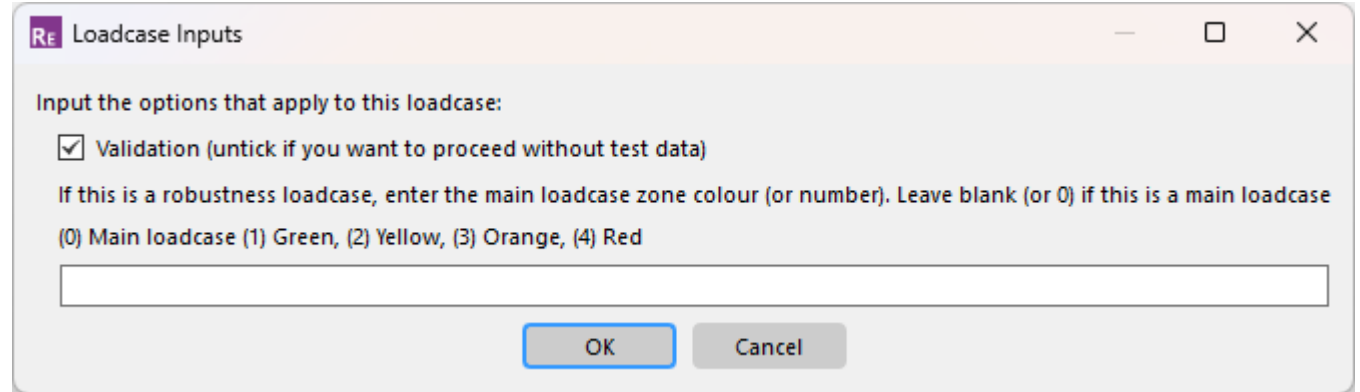 RE Loadcase Inputs
Input the options that apply to this loadcase:
Validation (untick if you want to proceed without test data)
If this is a robustness loadcase, enter the main loadcase zone colour (or number). Leave blank (or 0) if this is a main loadcase
(0) Main loadcase (1) Green, (2) Yellow, (3) Orange, (4) Red
OK Cancel